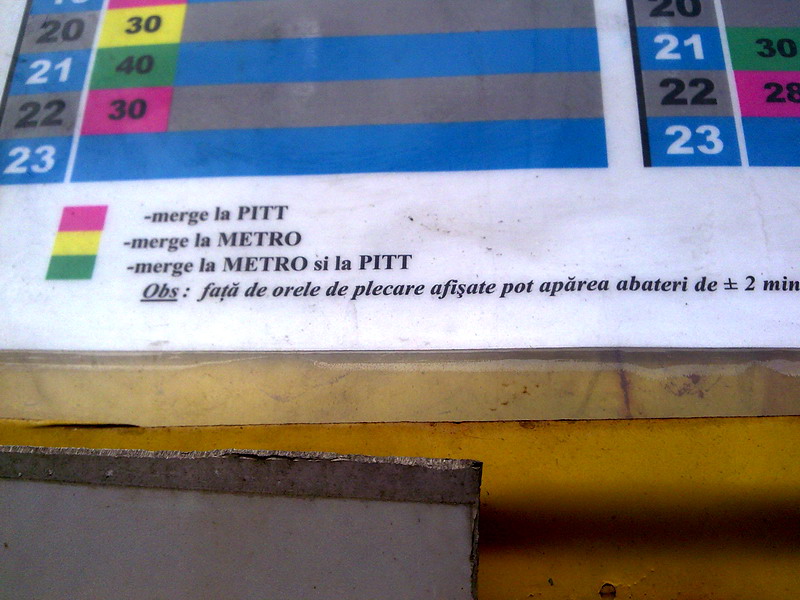 20 30 20
21 40 21 30
22 30 22 28
23 23
-merge la PITT
-merge la METRO
-merge la METRO si la PITT
Obs : față de orele de plecare afişate pot apărea abateri de ± 2 min